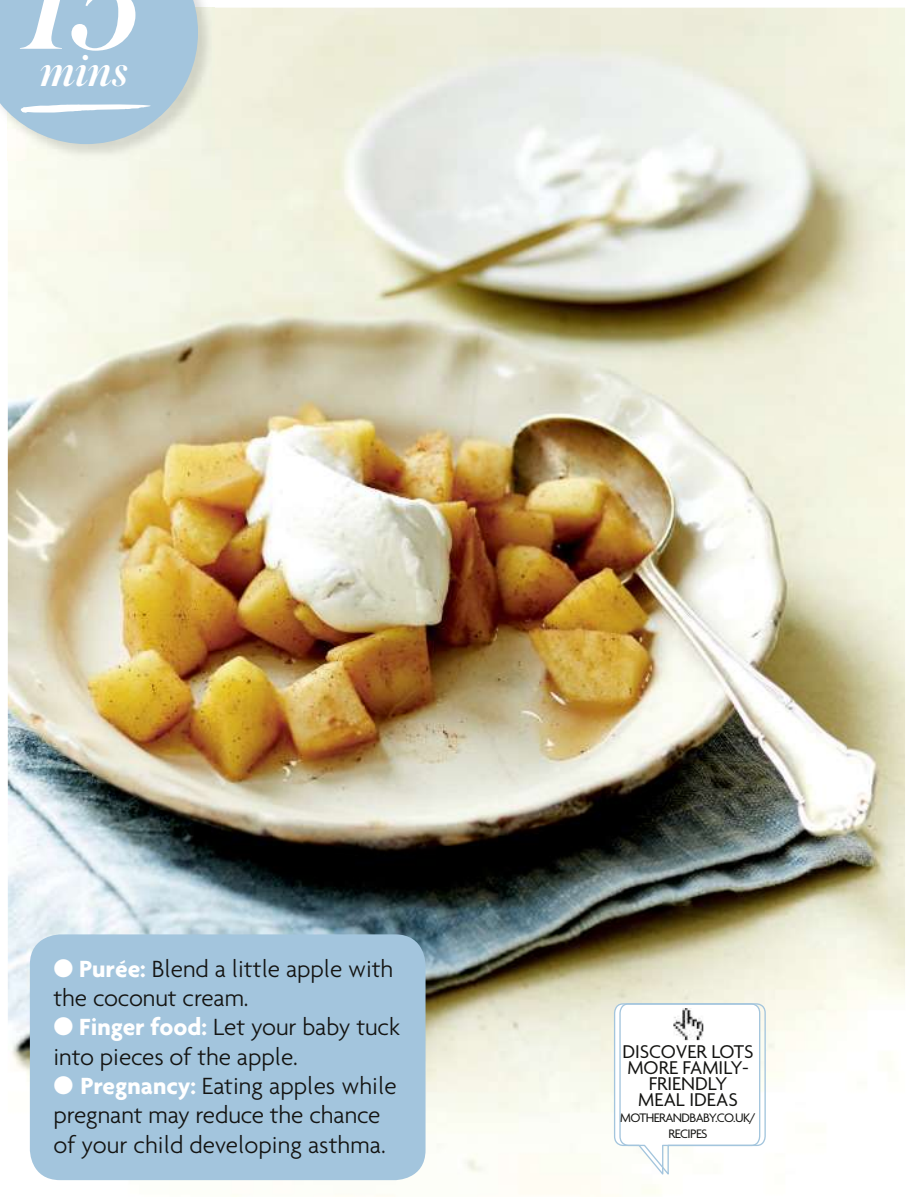 15
mins
● Purée: Blend a little apple with
the coconut cream.
● Finger food: Let your baby tuck
into pieces of the apple.
● Pregnancy: Eating apples while
pregnant may reduce the chance
of your child developing asthma.
DISCOVER LOTS
MORE FAMILY-
FRIENDLY
MEAL IDEAS
MOTHERANDBABY.CO.UK/
RECIPES